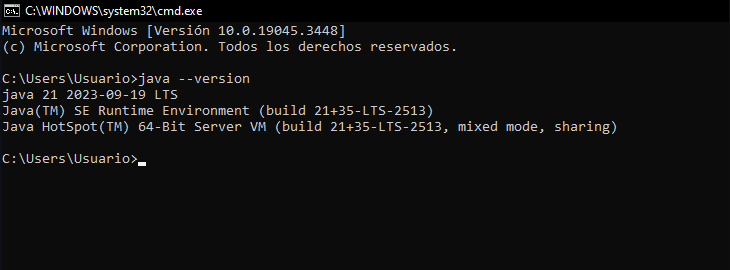 C:\WINDOWS\system32\cmd.exe
Microsoft Windows [Versión 10.0.19045.3448]
(c) Microsoft Corporation. Todos los derechos reservados.
C:\Users\Usuario>java --version
java 21 2023-09-19 LTS
Java(TM) SE Runtime Environment (build 21+35-LTS-2513)
Java HotSpot(TM) 64-Bit Server VM (build 21+35-LTS-2513, mixed mode, sharing)
C:\Users\Usuario>